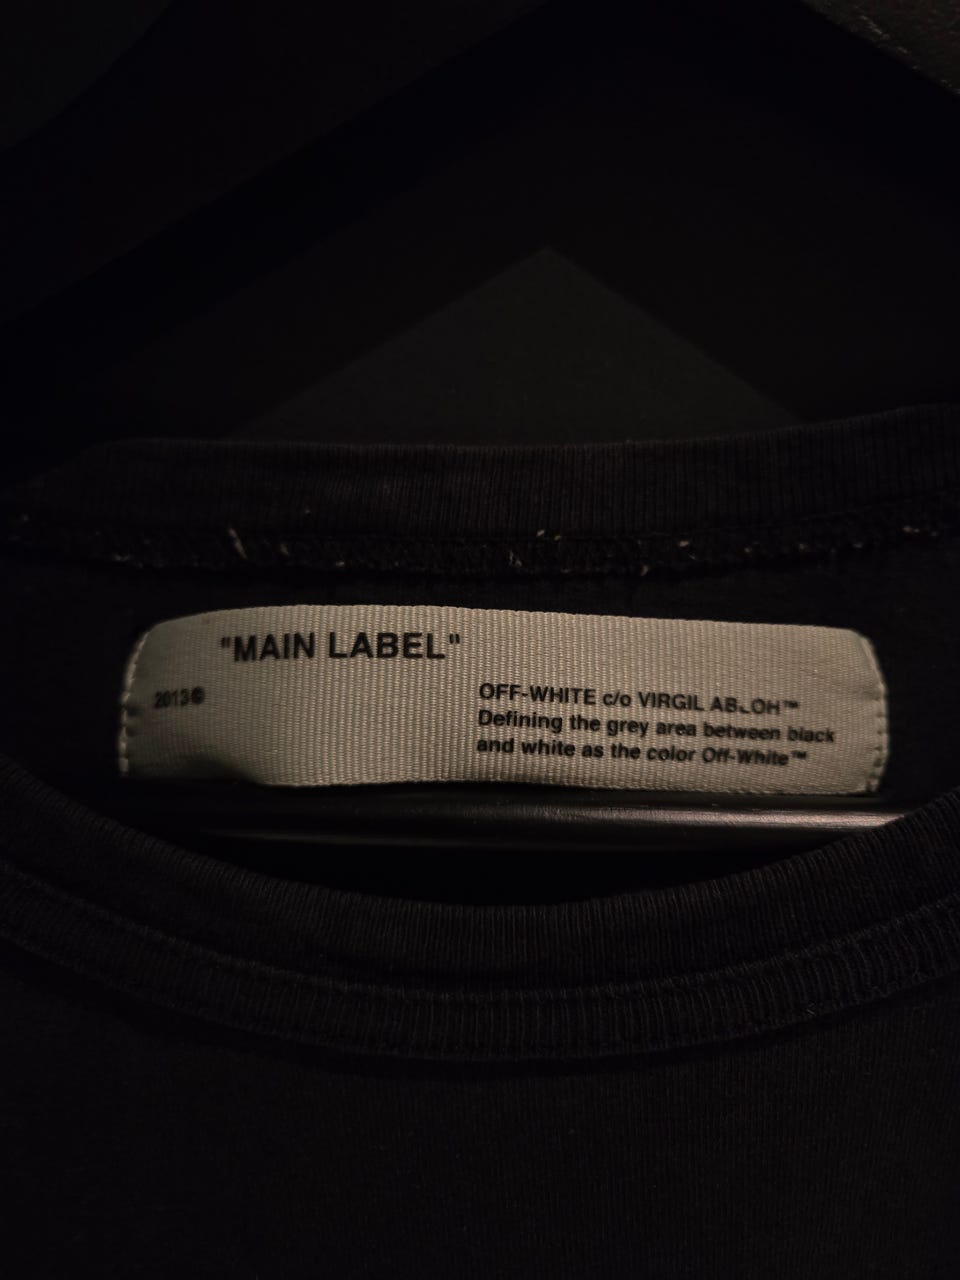 "MAIN LABEL"
2013©
OFF-WHITE c/o VIRGIL ABLOH™
Defining the grey area between black
and white as the color Off-White™